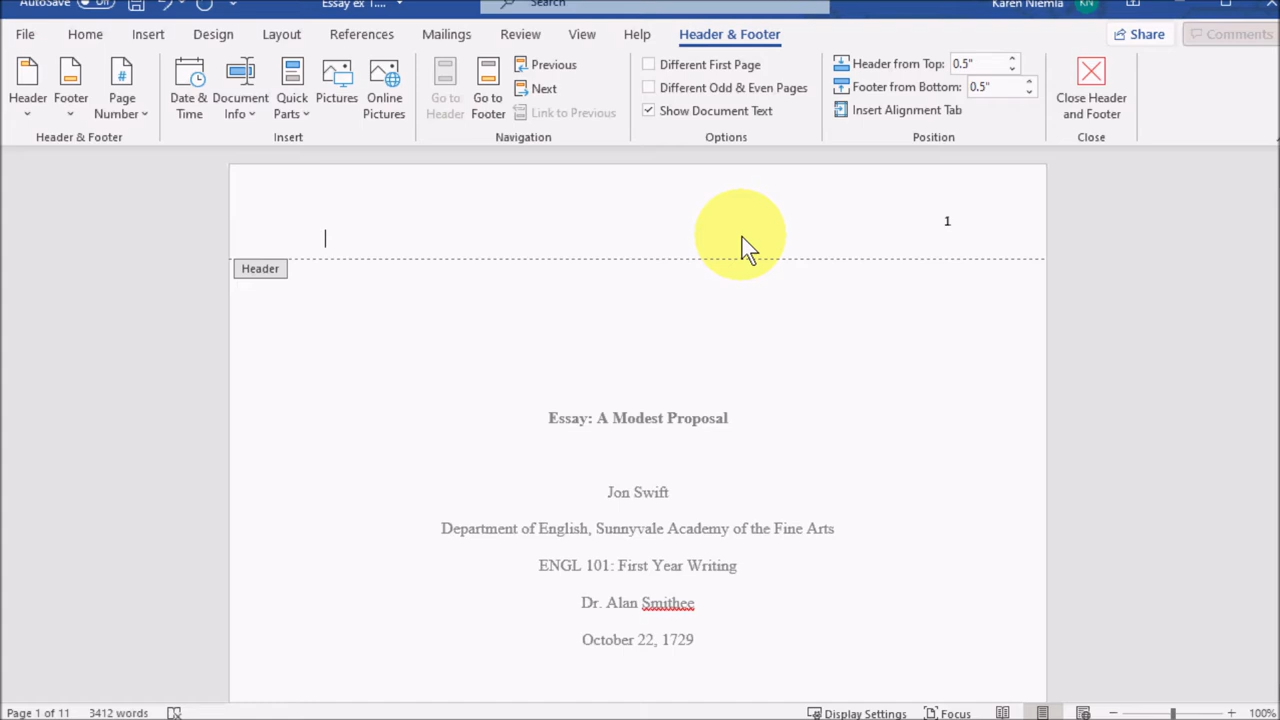 AutoSave Off Essay ex 1.... Search Karen Niemla KN
File Home Insert Design Layout References Mailings Review View Help Header & Footer Share Comments
Header Footer Page Number
Header & Footer
Date & Time Document Info Quick Parts Pictures Online Pictures
Insert
Go to Header Go to Footer Previous Next Link to Previous
Navigation
Different First Page
Different Odd & Even Pages
Show Document Text
Options
Header from Top: 0.5"
Footer from Bottom: 0.5"
Insert Alignment Tab
Position
Close Header and Footer
Close
1
Header
Essay: A Modest Proposal
Jon Swift
Department of English, Sunnyvale Academy of the Fine Arts
ENGL 101: First Year Writing
Dr. Alan Smithee
October 22, 1729
Page 1 of 11 3412 words Display Settings Focus 100%